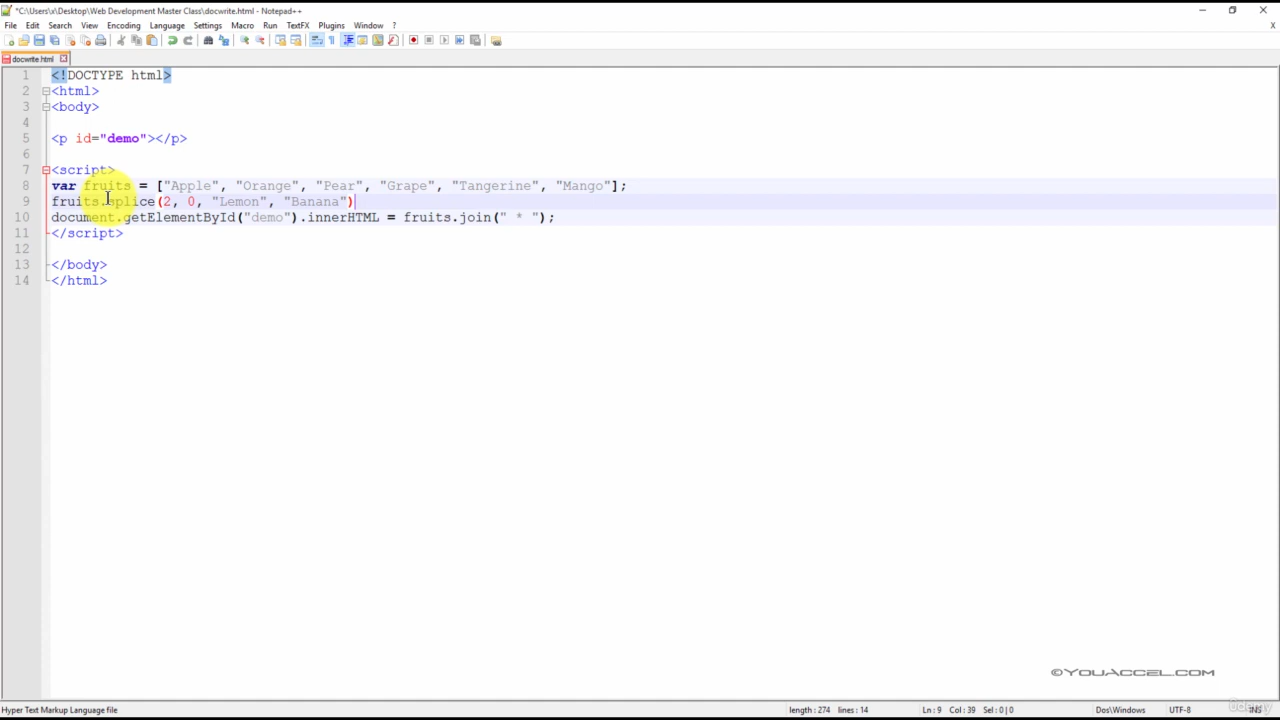 *C:\Users\x\Desktop\Web Development Master Class\docwrite.html - Notepad++
File Edit Search View Encoding Language Settings Macro Run TextFX Plugins Window ? X
docwrite.html
1 <!DOCTYPE html>
2 <html>
3 <body>
4
5 <p id="demo"></p>
6
7 <script>
8 var fruits = ["Apple", "Orange", "Pear", "Grape", "Tangerine", "Mango"];
9 fruits.splice(2, 0, "Lemon", "Banana")
10 document.getElementById("demo").innerHTML = fruits.join(" * ");
11 </script>
12
13 </body>
14 </html>
©YOUACCEL.COM
Hyper Text Markup Language file length : 274 lines : 14 Ln : 9 Col : 39 Sel : 0 | 0 Dos\Windows UTF-8 INS
ûdemy